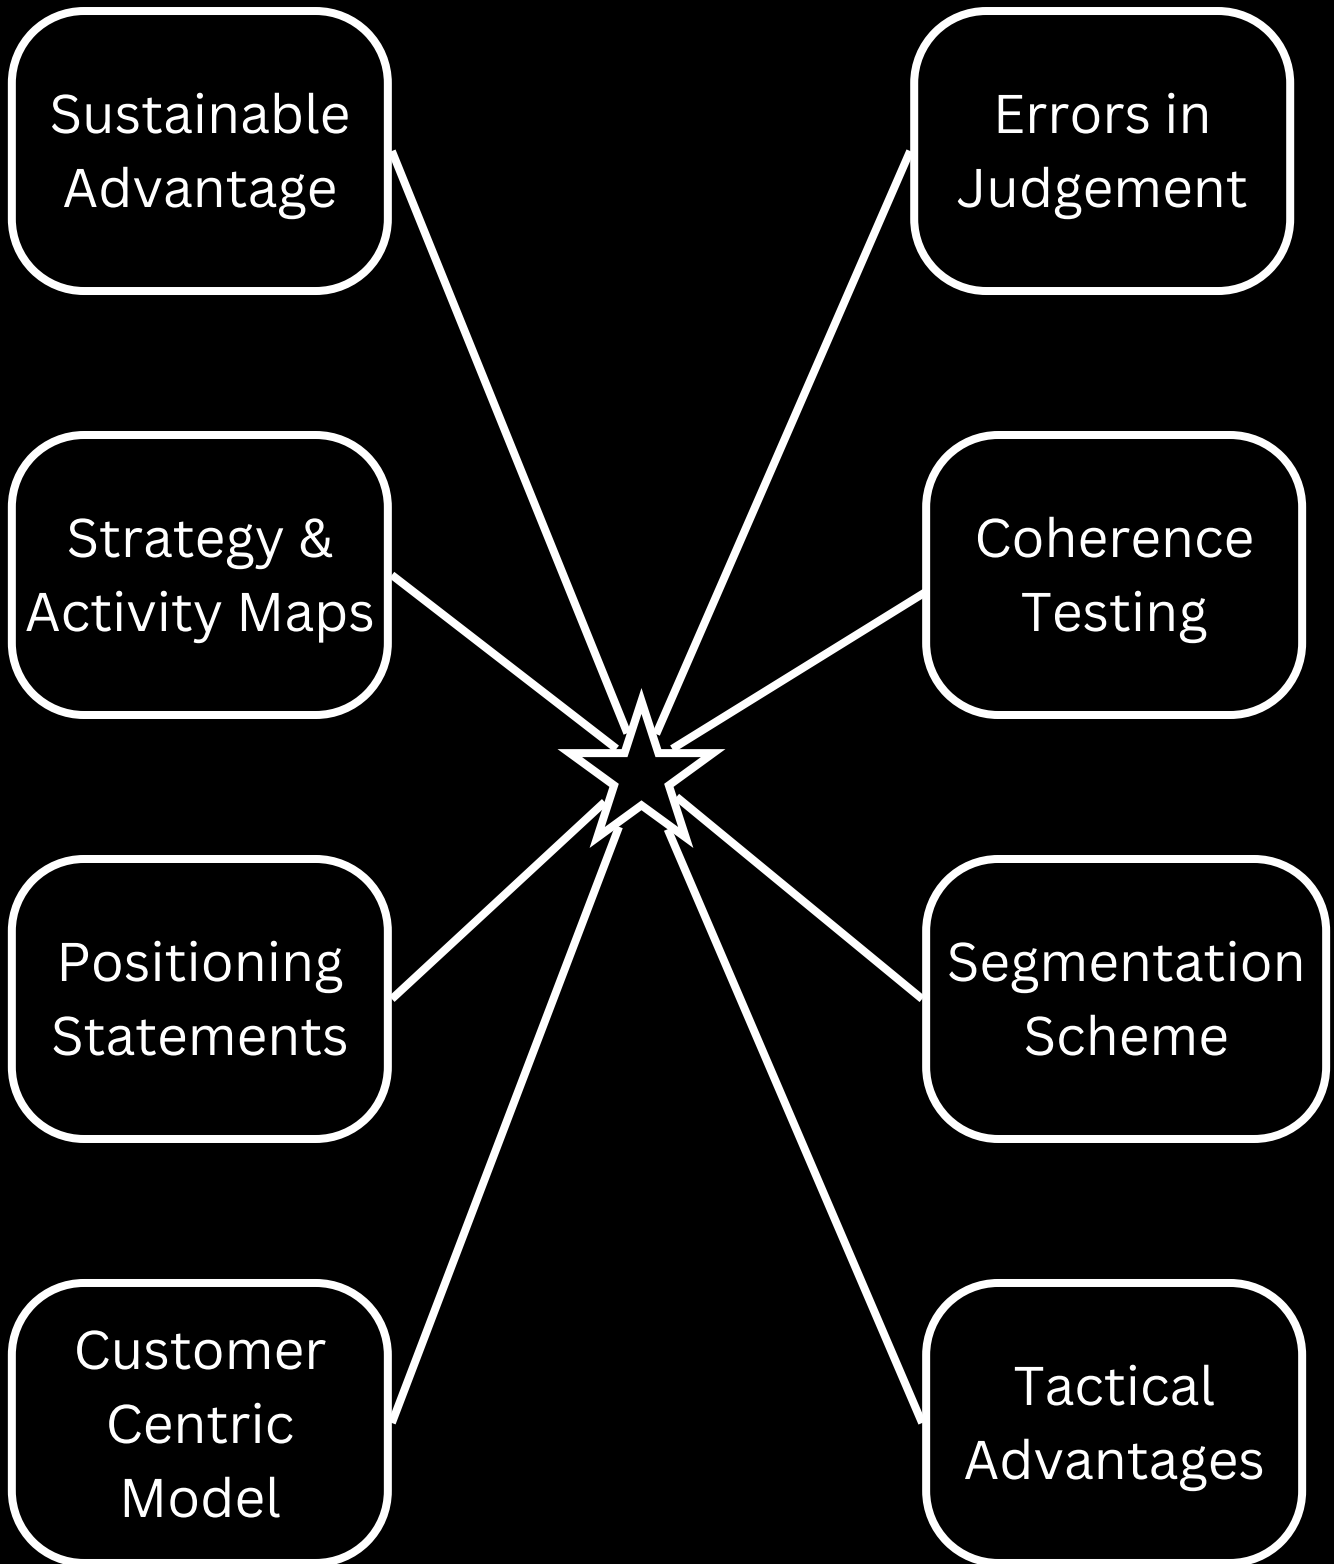 Sustainable
Advantage
Errors in
Judgement
Strategy &
Activity Maps
Coherence
Testing
Positioning
Statements
Segmentation
Scheme
Customer
Centric
Model
Tactical
Advantages